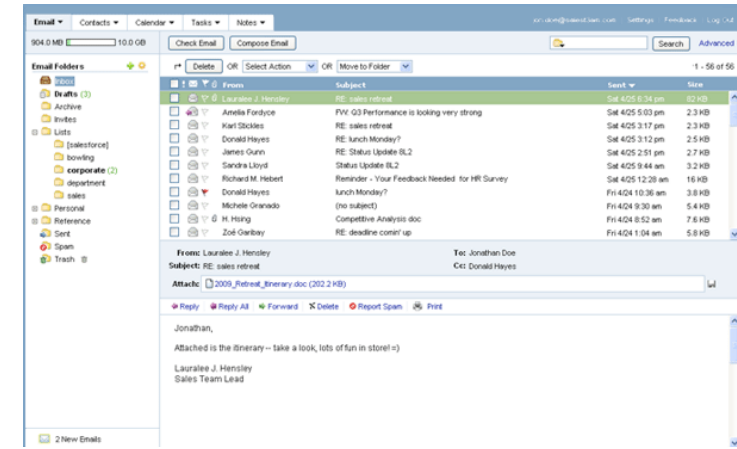 Email Contacts Calendar Tasks Notes Settings Feedback Log Out
904.0 MB 10.0 GB Check Email Compose Email Search Advanced
Email Folders Delete OR Select Action OR Move to Folder 1 - 56 of 56
Inbox
Drafts (3)
Archive
Invites
Lists
[salesforce]
bowling
corporate (2)
department
sales
Personal
Reference
Sent
Spam
Trash
2 New Emails
From Subject Sent Size
Lauralee J. Hensley RE: sales retreat Sat 4/25 6:34 pm 82 KB
Amelia Fordyce FW: Q3 Performance is looking very strong Sat 4/25 5:03 pm 2.3 KB
Karl Stickles RE: sales retreat Sat 4/25 3:17 pm 2.3 KB
Donald Hayes RE: lunch Monday? Sat 4/25 3:12 pm 2.5 KB
James Gunn RE: Status Update 8L2 Sat 4/25 2:51 pm 2.7 KB
Sandra Lloyd Status Update 8L2 Sat 4/25 9:44 am 3.2 KB
Richard M. Hebert Reminder - Your Feedback Needed for HR Survey Sat 4/25 12:28 am 16 KB
Donald Hayes lunch Monday? Fri 4/24 10:36 am 3.8 KB
Michele Granado (no subject) Fri 4/24 9:30 am 5.4 KB
H. Hsing Competitive Analysis doc Fri 4/24 8:52 am 7.6 KB
Zoé Garibay RE: deadline comin' up Fri 4/24 1:04 am 5.8 KB
From: Lauralee J. Hensley To: Jonathan Doe
Subject: RE: sales retreat Cc: Donald Hayes
Attach: 2009_Retreat_Itinerary.doc (202.2 KB)
Reply Reply All Forward Delete Report Spam Print
Jonathan,
Attached is the itinerary -- take a look, lots of fun in store! =)
Lauralee J. Hensley
Sales Team Lead